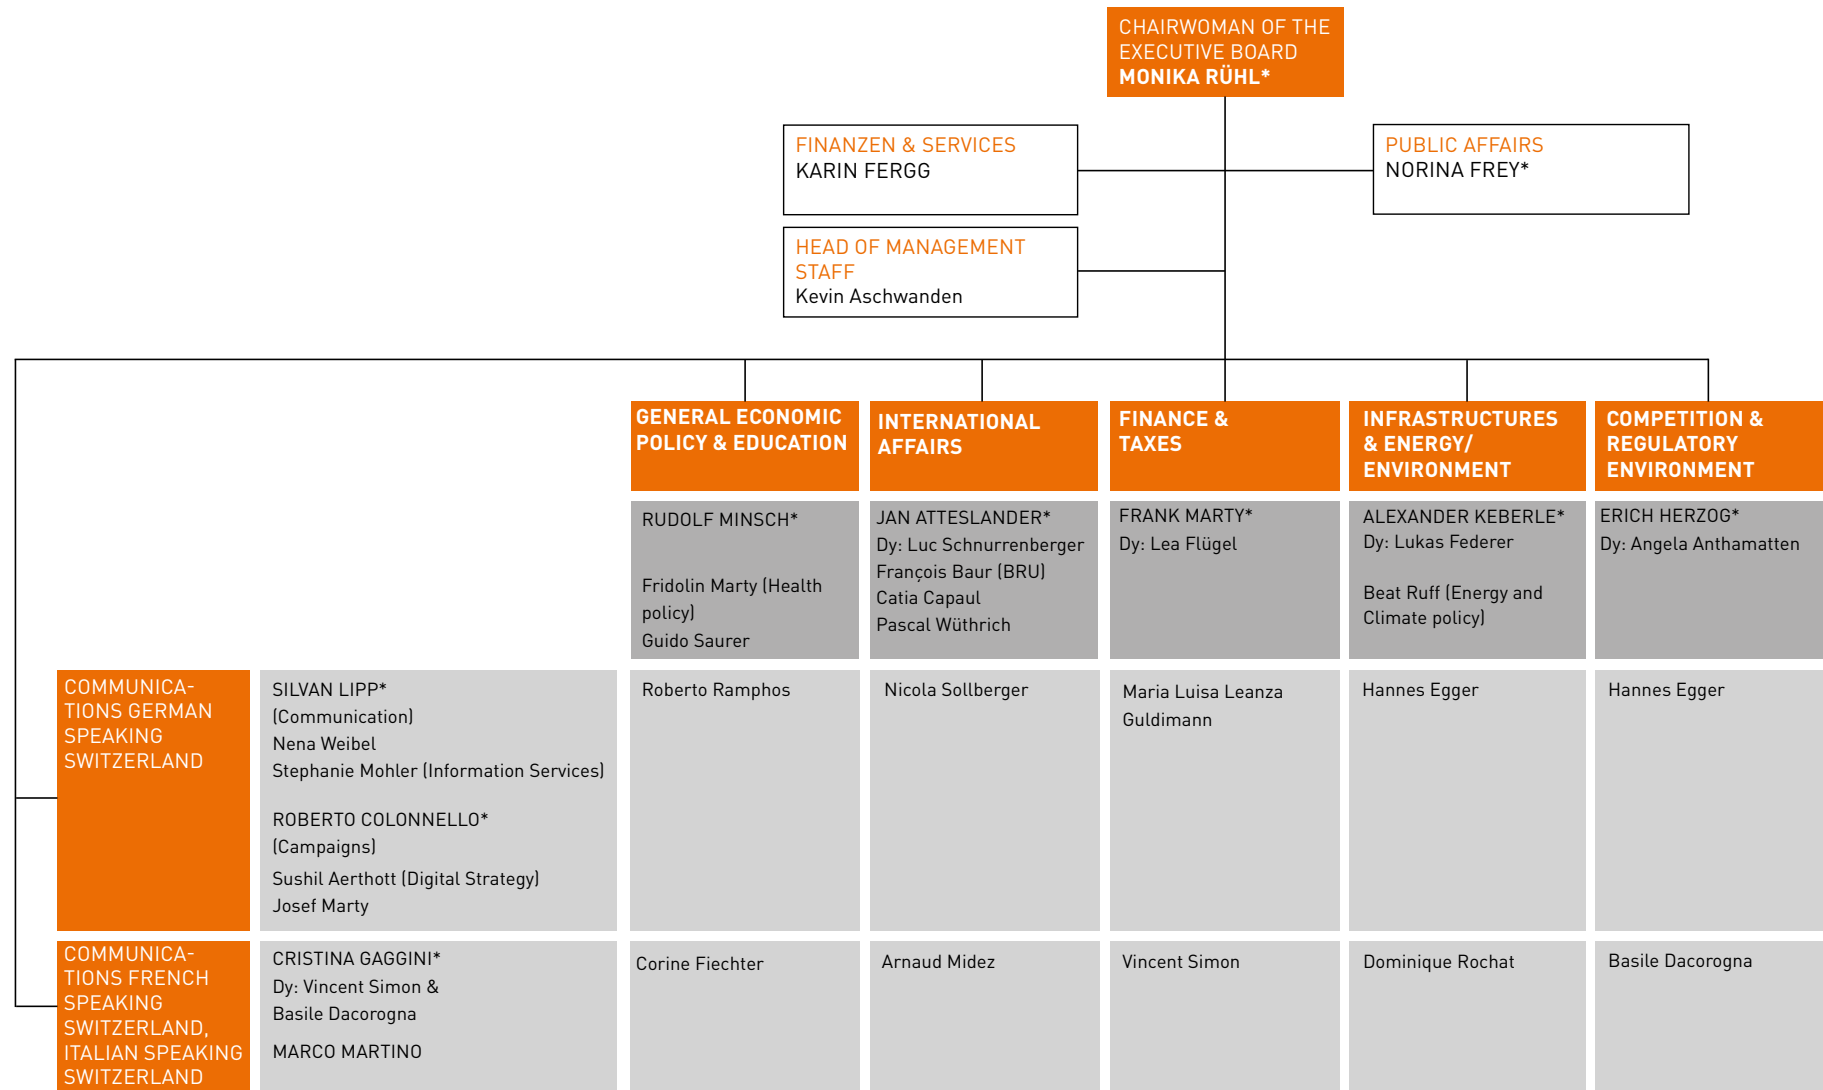 CHAIRWOMAN OF THE
EXECUTIVE BOARD
MONIKA RÜHL*
FINANZEN & SERVICES
KARIN FERGG
PUBLIC AFFAIRS
NORINA FREY*
HEAD OF MANAGEMENT
STAFF
Kevin Aschwanden
GENERAL ECONOMIC
POLICY & EDUCATION
INTERNATIONAL
AFFAIRS
FINANCE &
TAXES
INFRASTRUCTURES
& ENERGY/
ENVIRONMENT
COMPETITION &
REGULATORY
ENVIRONMENT
RUDOLF MINSCH*
Fridolin Marty (Health
policy)
Guido Saurer
JAN ATTESLANDER*
Dy: Luc Schnurrenberger
François Baur (BRU)
Catia Capaul
Pascal Wüthrich
FRANK MARTY*
Dy: Lea Flügel
ALEXANDER KEBERLE*
Dy: Lukas Federer
Beat Ruff (Energy and
Climate policy)
ERICH HERZOG*
Dy: Angela Anthamatten
COMMUNICA-
TIONS GERMAN
SPEAKING
SWITZERLAND
SILVAN LIPP*
(Communication)
Nena Weibel
Stephanie Mohler (Information Services)
ROBERTO COLONNELLO*
(Campaigns)
Sushil Aerthott (Digital Strategy)
Josef Marty
Roberto Ramphos
Nicola Sollberger
Maria Luisa Leanza
Guldimann
Hannes Egger
Hannes Egger
COMMUNICA-
TIONS FRENCH
SPEAKING
SWITZERLAND,
ITALIAN SPEAKING
SWITZERLAND
CRISTINA GAGGINI*
Dy: Vincent Simon &
Basile Dacorogna
MARCO MARTINO
Corine Fiechter
Arnaud Midez
Vincent Simon
Dominique Rochat
Basile Dacorogna